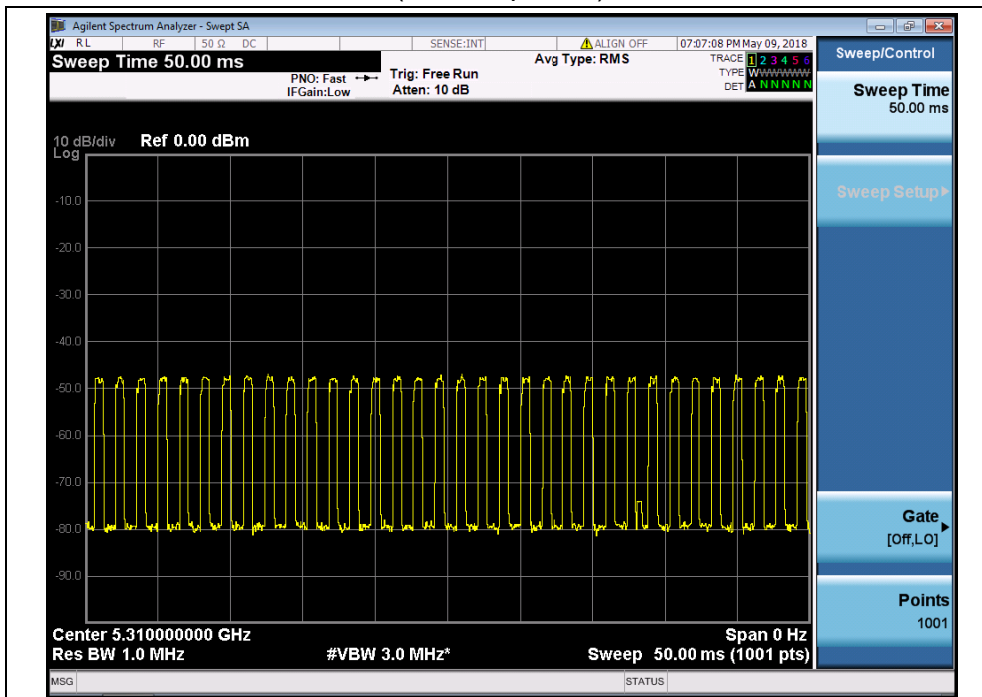 Agilent Spectrum Analyzer - Swept SA
LXI RL RF 50 Ω DC SENSE:INT ALIGN OFF 07:07:08 PM May 09, 2018
Sweep Time 50.00 ms
PNO: Fast
IFGain:Low
Trig: Free Run
Atten: 10 dB
Avg Type: RMS
TRACE 1 2 3 4 5 6
TYPE WWWWWW
DET A N N N N N
Sweep/Control
Sweep Time
50.00 ms
Sweep Setup
Gate
[Off,LO]
Points
1001
10 dB/div Ref 0.00 dBm
Log
-10.0
-20.0
-30.0
-40.0
-50.0
-60.0
-70.0
-80.0
-90.0
Center 5.310000000 GHz Span 0 Hz
Res BW 1.0 MHz #VBW 3.0 MHz* Sweep 50.00 ms (1001 pts)
MSG STATUS